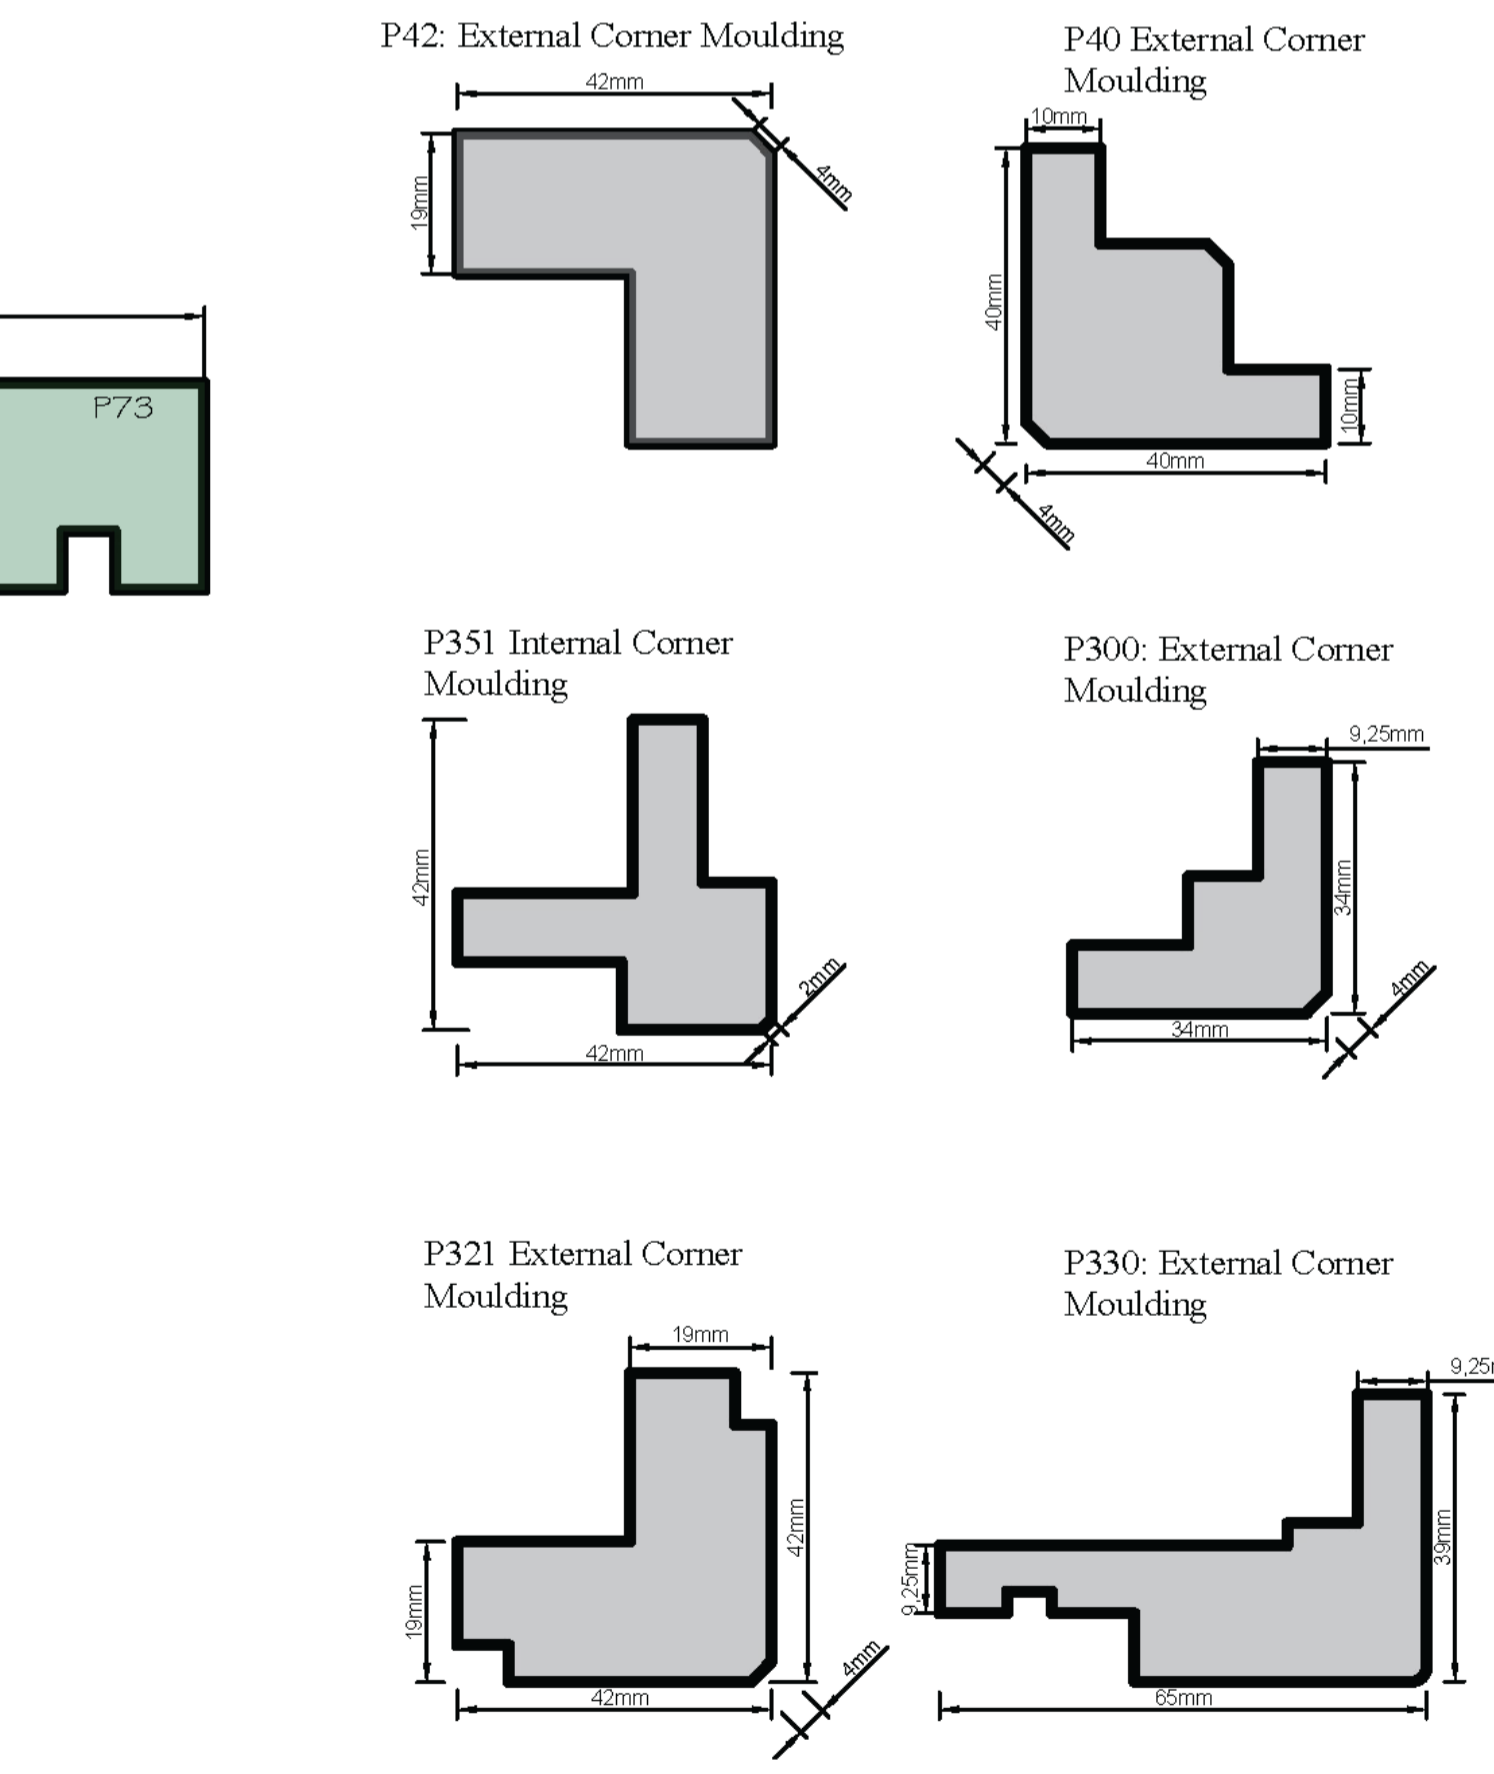 P42: External Corner Moulding
P40 External Corner
Moulding
42mm
19mm
4mm
10mm
40mm
10mm
40mm
4mm
P73
P351 Internal Corner
Moulding
P300: External Corner
Moulding
42mm
42mm
2mm
9,25mm
34mm
34mm
4mm
P321 External Corner
Moulding
P330: External Corner
Moulding
19mm
42mm
19mm
42mm
4mm
9,25m
9,25mm
39mm
65mm